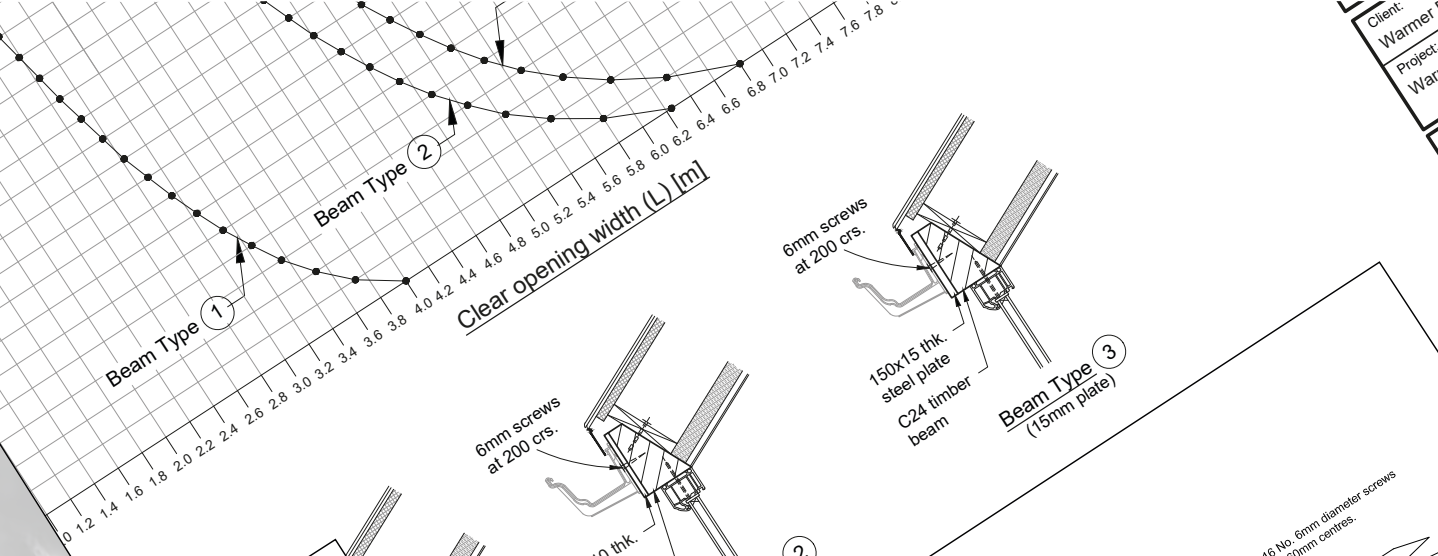 Client:
Warmer
Project:
Beam Type 2
Beam Type 1
1.2 1.4 1.6 1.8 2.0 2.2 2.4 2.6 2.8 3.0 3.2 3.4 3.6 3.8 4.0 4.2 4.4 4.6 4.8 5.0 5.2 5.4 5.6 5.8 6.0 6.2 6.4 6.6 6.8 7.0 7.2 7.4 7.6 7.8
Clear opening width (L) [m]
6mm screws
at 200 crs.
150x15 thk.
steel plate
C24 timber
beam
Beam Type 3
(15mm plate)
6mm screws
at 200 crs.
thk.
2
16 No. 6mm diameter screws
centres.